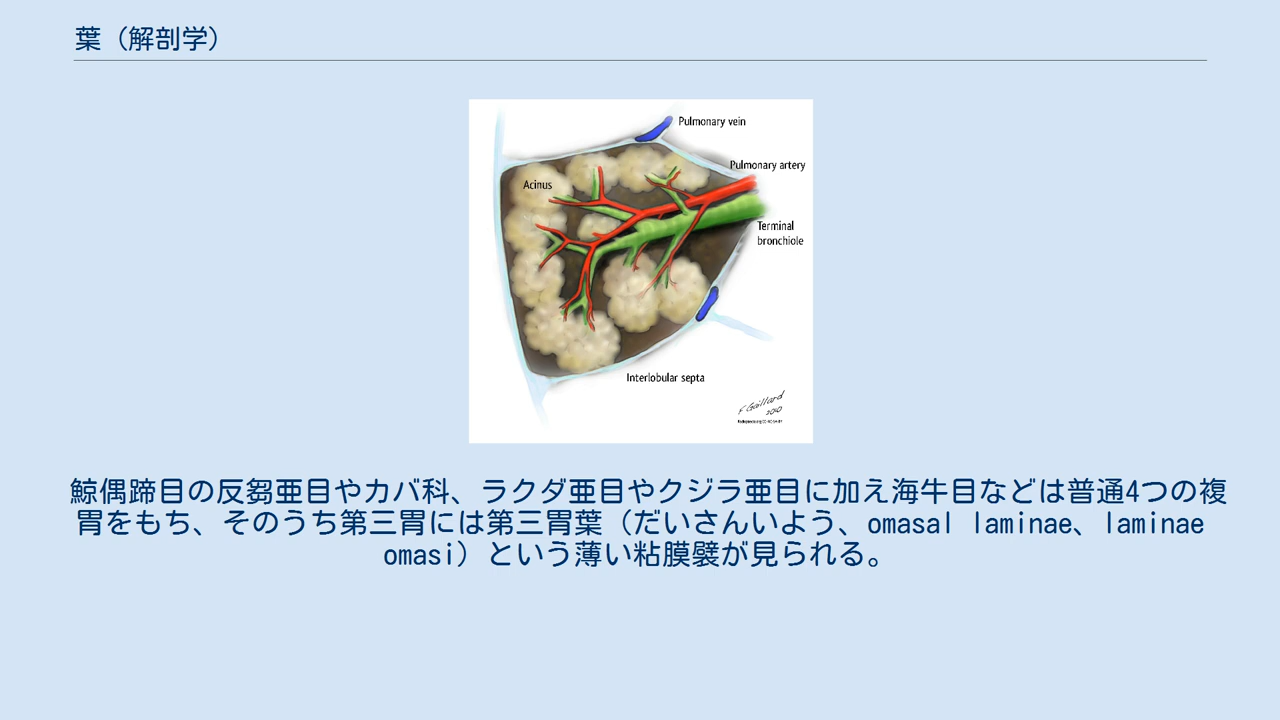 葉（解剖学）
Pulmonary vein
Pulmonary artery
Acinus
Terminal
bronchiole
Interlobular septa
F Gaillard
2010
鯨偶蹄目の反芻亜目やカバ科、ラクダ亜目やクジラ亜目に加え海牛目などは普通4つの複
胃をもち、そのうち第三胃には第三胃葉（だいさんいよう、omasal laminae、laminae
omasi）という薄い粘膜襞が見られる。